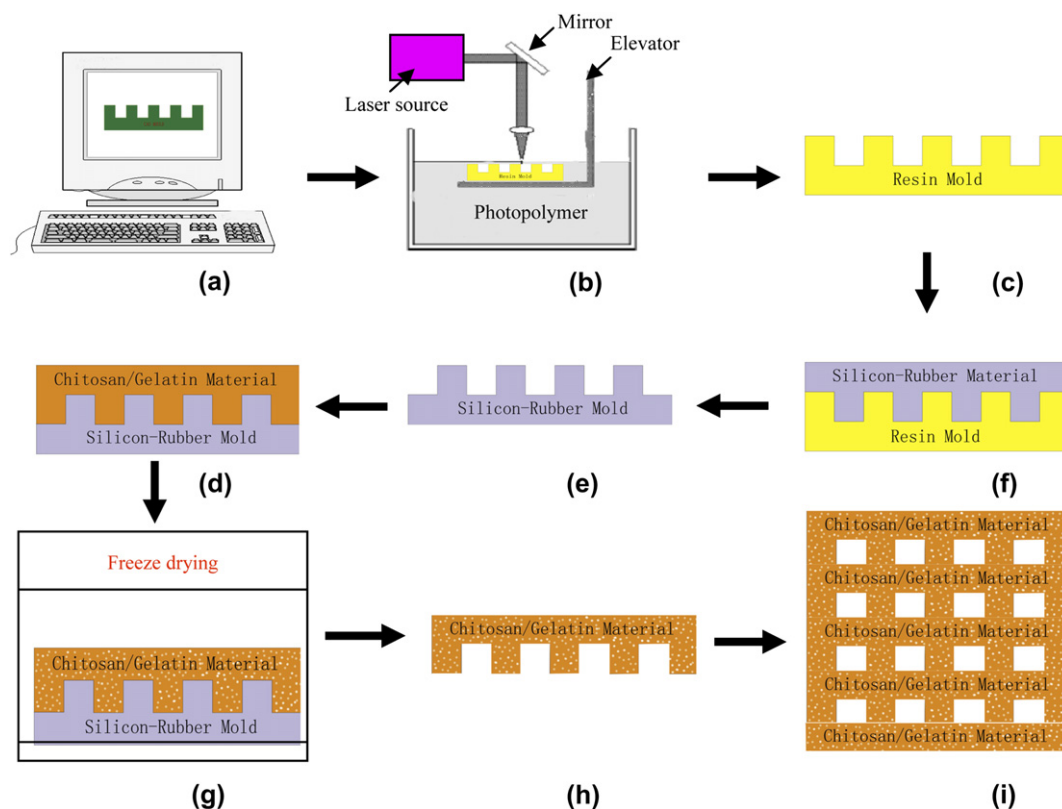 Mirror
Elevator
Laser source
Resin Mold
Photopolymer
Resin Mold
(a)
(b)
(c)
Chitosan/Gelatin Material
Silicon-Rubber Mold
Silicon-Rubber Mold
Silicon-Rubber Material
Resin Mold
(d)
(e)
(f)
Freeze drying
Chitosan/Gelatin Material
Silicon-Rubber Mold
Chitosan/Gelatin Material
Chitosan/Gelatin Material
Chitosan/Gelatin Material
Chitosan/Gelatin Material
Chitosan/Gelatin Material
Chitosan/Gelatin Material
(g)
(h)
(i)